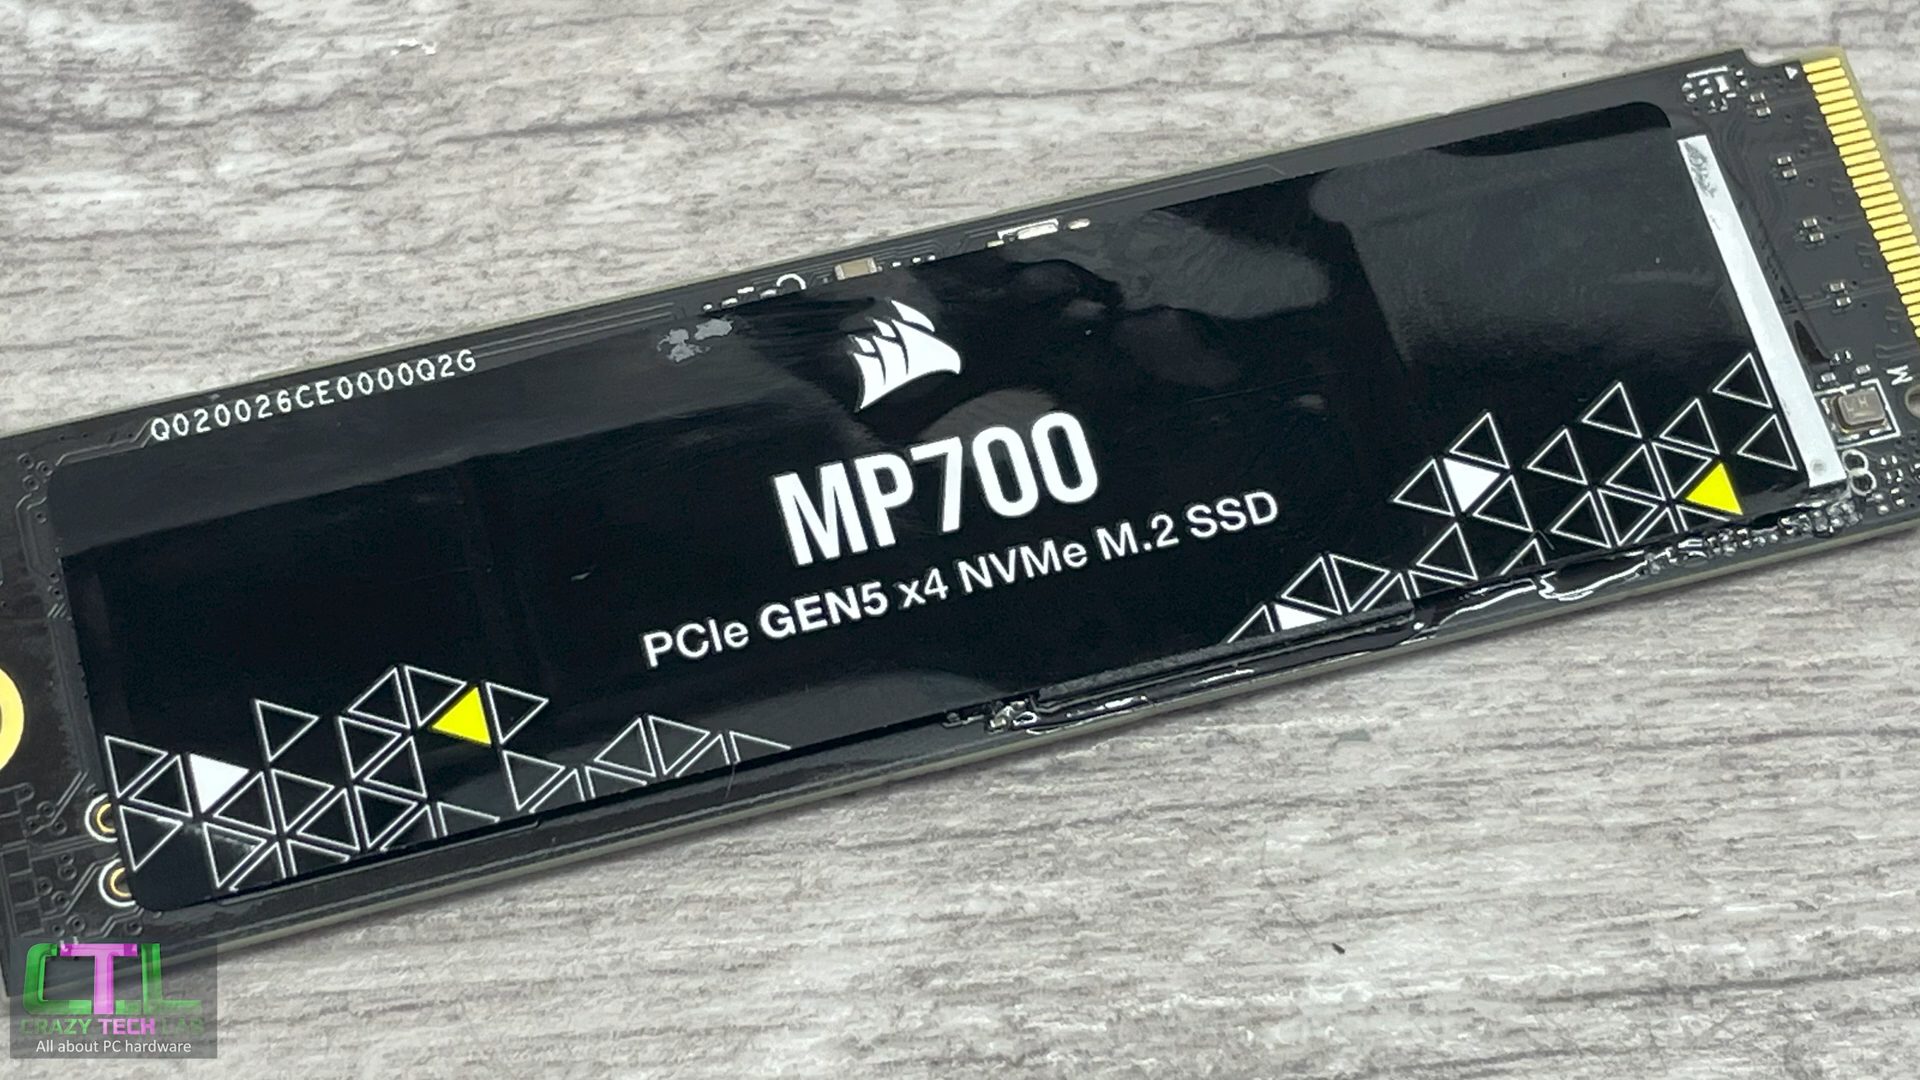 Q020026CE0000Q2G
MP700
PCIe GEN5 x4 NVMe M.2 SSD
M
CTL
CRAZY TECH LAB
All about PC hardware